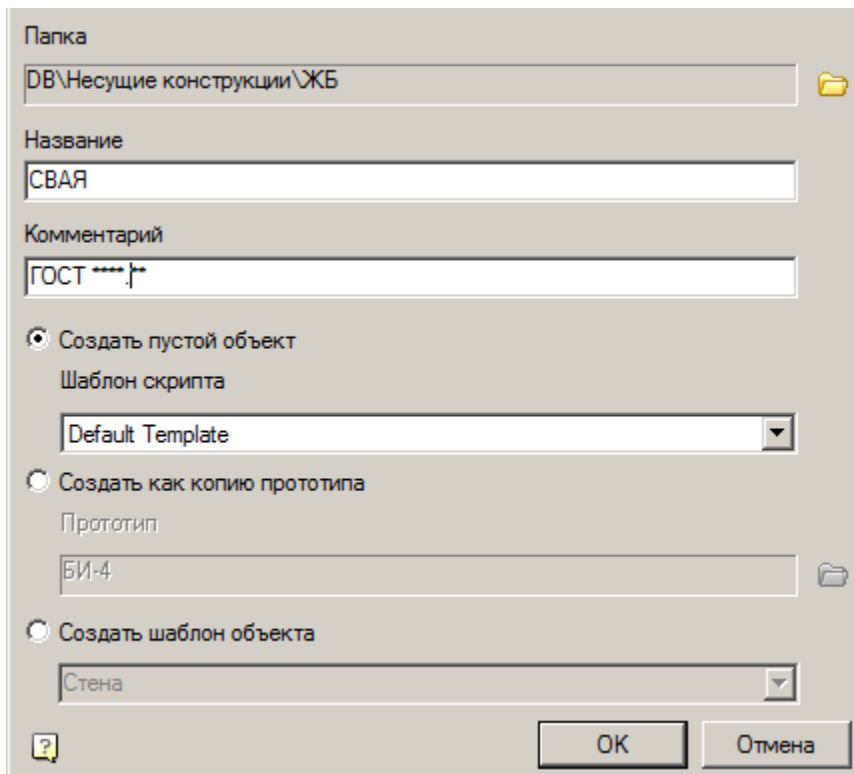 Папка
DB\Несущие конструкции\ЖБ
Название
СВАЯ
Комментарий
ГОСТ ****.**
Создать пустой объект
Шаблон скрипта
Default Template
Создать как копию прототипа
Прототип
БИ-4
Создать шаблон объекта
Стена
?
OK Отмена